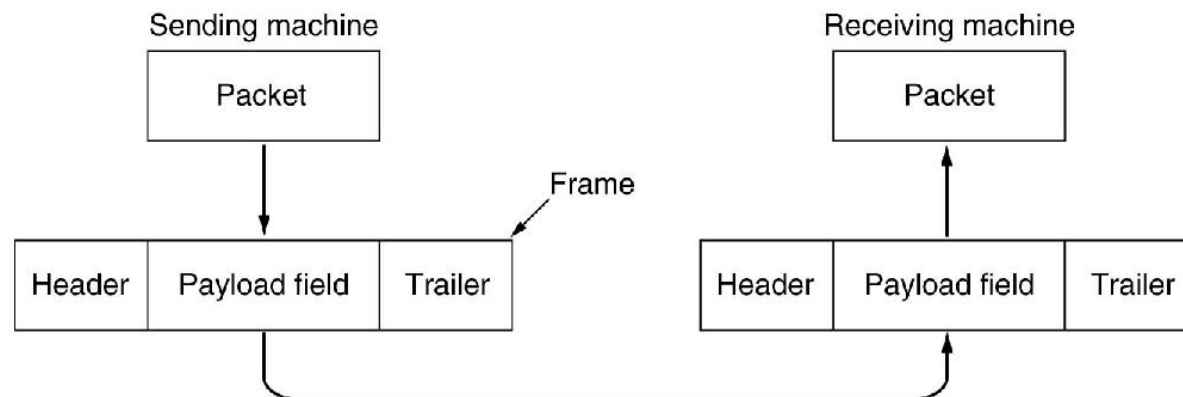 Sending machine
Receiving machine
Packet
Packet
Frame
Header Payload field Trailer
Header Payload field Trailer